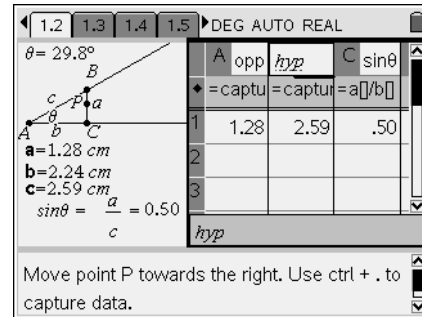 1.2 1.3 1.4 1.5 DEG AUTO REAL
θ= 29.8°
B
c P a
A θ b C
a=1.28 cm
b=2.24 cm
c=2.59 cm
sinθ = a/c = 0.50
A opp hyp C sinθ
◆ =captu =captur =a[]/b[]
1 1.28 2.59 .50
2
3
hyp
Move point P towards the right. Use ctrl + . to
capture data.